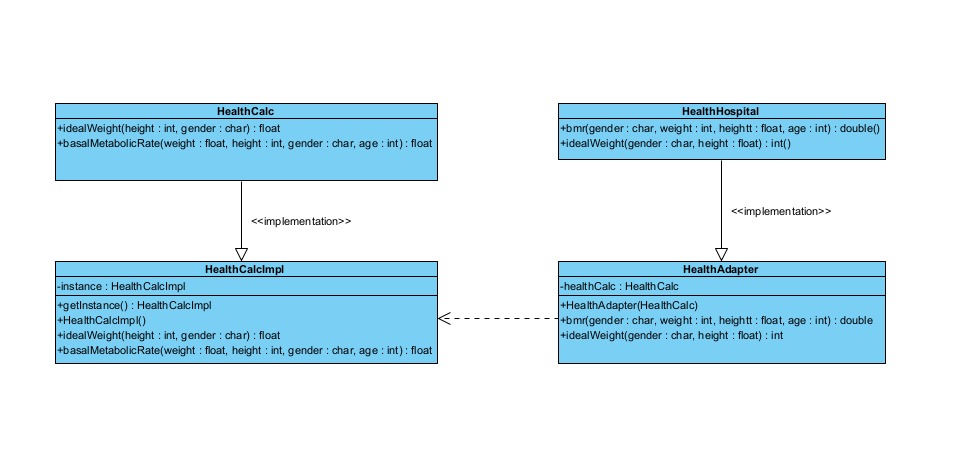 HealthCalc
+idealWeight(height : int, gender : char) : float
+basalMetabolicRate(weight : float, height : int, gender : char, age : int) : float
HealthHospital
+bmr(gender : char, weight : int, heightt : float, age : int) : double()
+idealWeight(gender : char, height : float) : int()
<<implementation>>
<<implementation>>
HealthCalcImpl
-instance : HealthCalcImpl
+getInstance() : HealthCalcImpl
+HealthCalcImpl()
+idealWeight(height : int, gender : char) : float
+basalMetabolicRate(weight : float, height : int, gender : char, age : int) : float
HealthAdapter
-healthCalc : HealthCalc
+HealthAdapter(HealthCalc)
+bmr(gender : char, weight : int, heightt : float, age : int) : double
+idealWeight(gender : char, height : float) : int